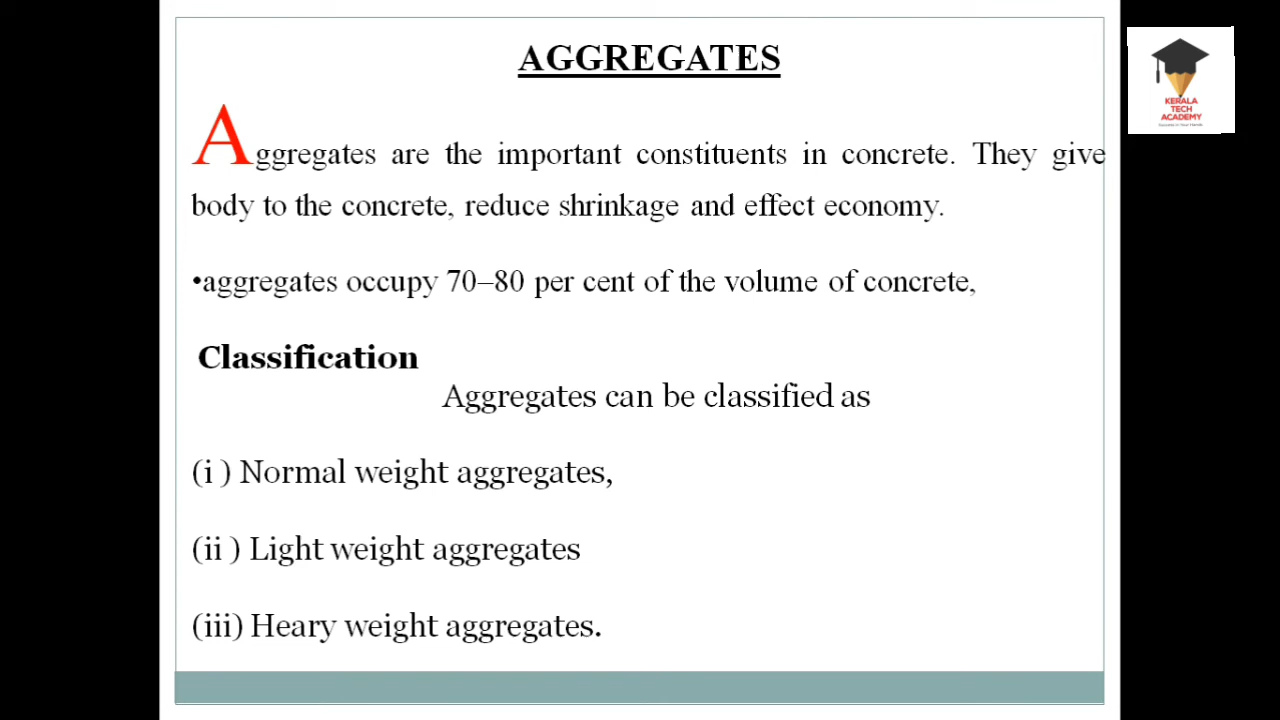 AGGREGATES
Aggregates are the important constituents in concrete. They give
body to the concrete, reduce shrinkage and effect economy.
•aggregates occupy 70–80 per cent of the volume of concrete,
Classification
Aggregates can be classified as
(i ) Normal weight aggregates,
(ii ) Light weight aggregates
(iii) Heary weight aggregates.
KERALA
TECH
ACADEMY